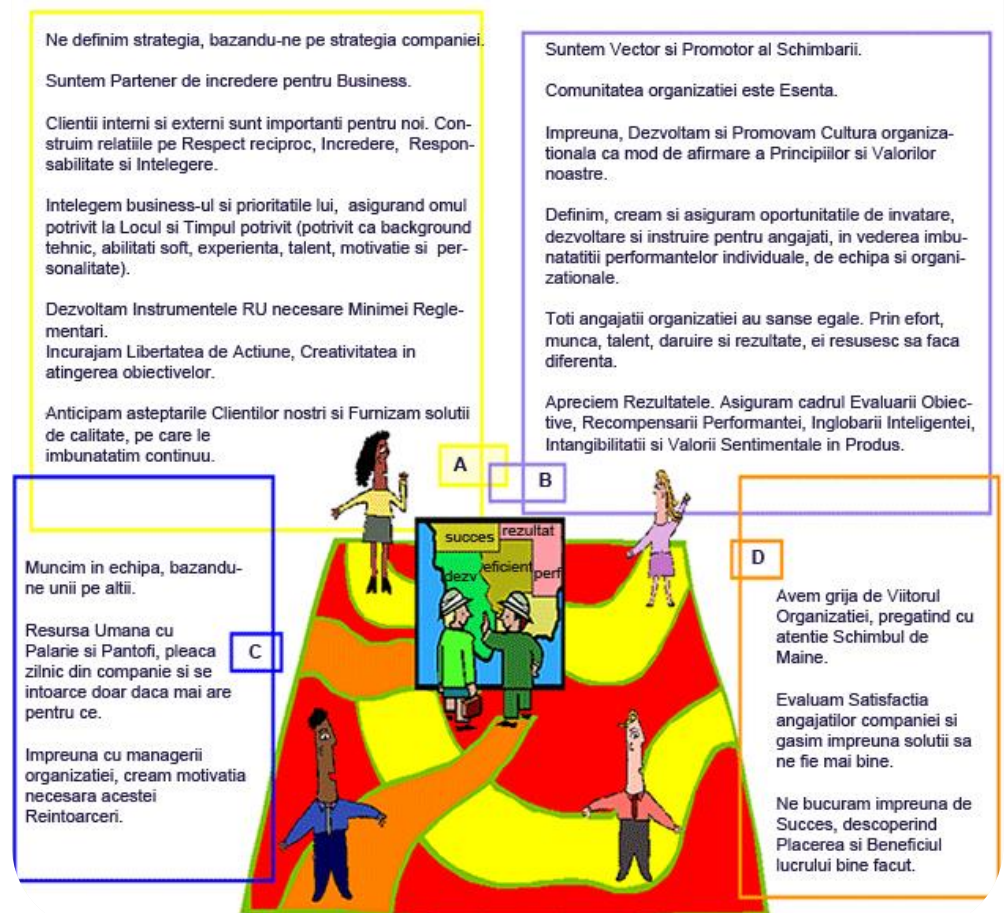 Ne definim strategia, bazandu-ne pe strategia companiei.
Suntem Partener de incredere pentru Business.
Clientii interni si externi sunt importanti pentru noi. Con-
struim relatiile pe Respect reciproc, Incredere, Respon-
sabilitate si Intelegere.
Intelegem business-ul si prioritatile lui, asigurand omul
potrivit la Locul si Timpul potrivit (potrivit ca background
tehnic, abilitati soft, experienta, talent, motivatie si per-
sonalitate).
Dezvoltam Instrumentele RU necesare Minimei Regle-
mentari.
Incurajam Libertatea de Actiune, Creativitatea in
atingerea obiectivelor.
Anticipam asteptarile Clientilor nostri si Furnizam solutii
de calitate, pe care le
imbunatatim continuu.
A
Suntem Vector si Promotor al Schimbarii.
Comunitatea organizatiei este Esenta.
Impreuna, Dezvoltam si Promovam Cultura organiza-
tionala ca mod de afirmare a Principiilor si Valorilor
noastre.
Definim, cream si asiguram oportunitatile de invatare,
dezvoltare si instruire pentru angajati, in vederea imbu-
natatitii performantelor individuale, de echipa si organi-
zationale.
Toti angajatii organizatiei au sanse egale. Prin efort,
munca, talent, daruire si rezultate, ei resusesc sa faca
diferenta.
Apreciem Rezultatele. Asiguram cadrul Evaluarii Obiec-
tive, Recompensarii Performantei, Inglobarii Inteligentei,
Intangibilitatii si Valorii Sentimentale in Produs.
B
succes
rezultat
dezv
eficient
perf
Muncim in echipa, bazandu-
ne unii pe altii.
Resursa Umana cu
Palarie si Pantofi, pleaca
zilnic din companie si se
intoarce doar daca mai are
pentru ce.
Impreuna cu managerii
organizatiei, cream motivatia
necesara acestei
Reintoarceri.
C
D
Avem grija de Viitorul
Organizatiei, pregatind cu
atentie Schimbul de
Maine.
Evaluam Satisfactia
angajatilor companiei si
gasim impreuna solutii sa
ne fie mai bine.
Ne bucuram impreuna de
Succes, descoperind
Placerea si Beneficiul
lucrului bine facut.